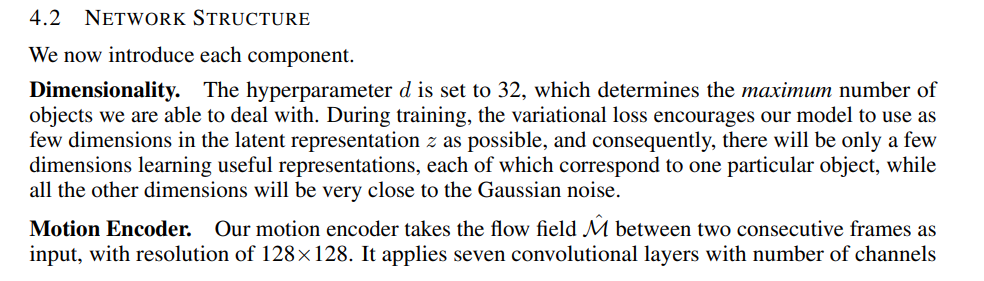 4.2 NETWORK STRUCTURE
We now introduce each component.
Dimensionality. The hyperparameter d is set to 32, which determines the maximum number of
objects we are able to deal with. During training, the variational loss encourages our model to use as
few dimensions in the latent representation z as possible, and consequently, there will be only a few
dimensions learning useful representations, each of which correspond to one particular object, while
all the other dimensions will be very close to the Gaussian noise.
Motion Encoder. Our motion encoder takes the flow field M̂ between two consecutive frames as
input, with resolution of 128×128. It applies seven convolutional layers with number of channels